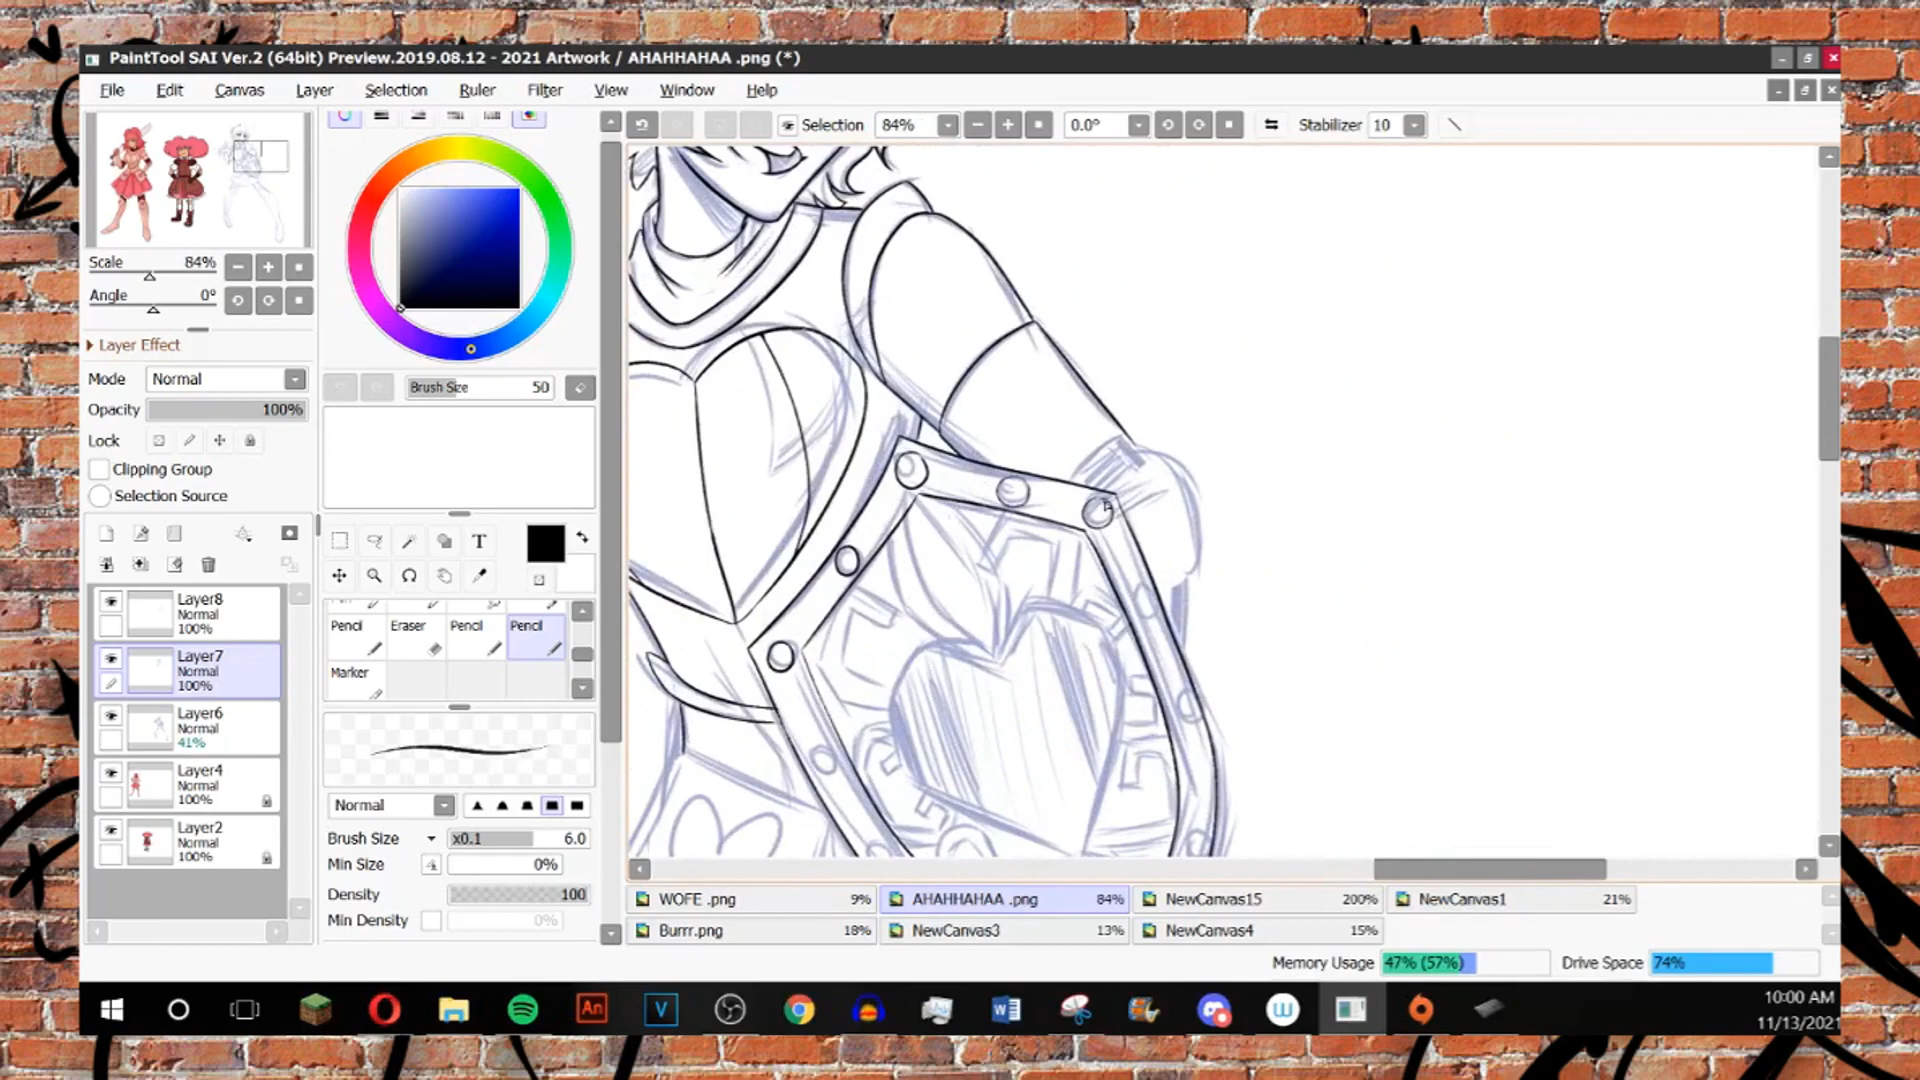 PaintTool SAI Ver.2 (64bit) Preview.2019.08.12 - 2021 Artwork / AHAHHAHAA .png (*)
File Edit Canvas Layer Selection Ruler Filter View Window Help
Selection 84% 0.0° Stabilizer 10
Scale 84%
Angle 0°
Layer Effect
Mode Normal
Opacity 100%
Lock
Clipping Group
Selection Source
Layer8
Normal
100%
Layer7
Normal
100%
Layer6
Normal
41%
Layer4
Normal
100%
Layer2
Normal
100%
Brush Size 50
T
Pencil Eraser Pencil Pencil
Marker
Normal
Brush Size x0.1 6.0
Min Size 0%
Density 100
Min Density 0%
WOFE .png 9% AHAHHAHAA .png 84% NewCanvas15 200% NewCanvas1 21%
Burrr.png 18% NewCanvas3 13% NewCanvas4 15%
Memory Usage 47% (57%) Drive Space 74%
An V W W
10:00 AM
11/13/2021